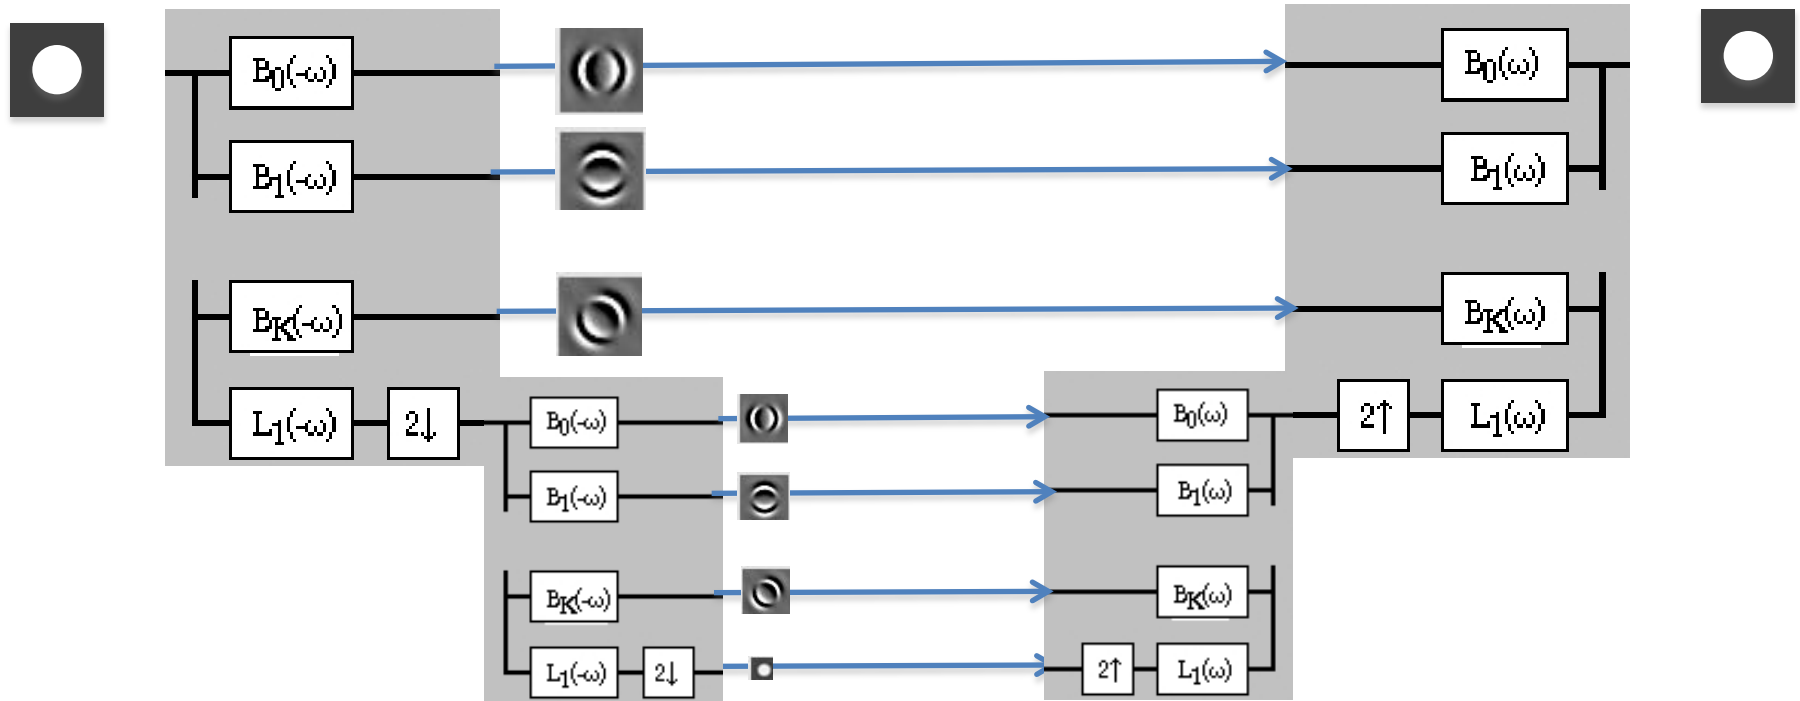 B0(-ω)
B0(ω)
B1(-ω)
B1(ω)
BK(-ω)
BK(ω)
L1(-ω)
2↓
B0(-ω)
B0(ω)
2↑
L1(ω)
B1(-ω)
B1(ω)
BK(-ω)
BK(ω)
L1(-ω)
2↓
2↑
L1(ω)